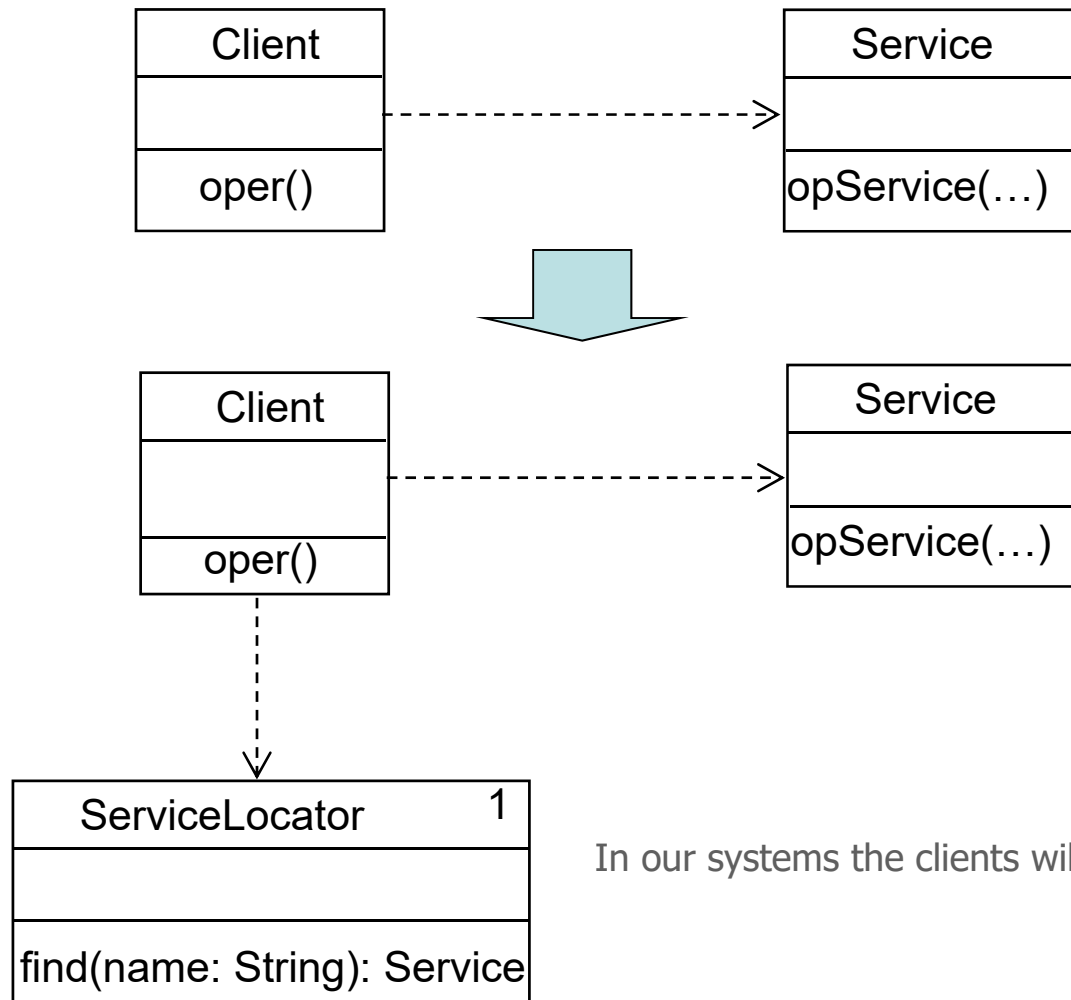 Client
Service
oper()
opService(…)
Client
Service
oper()
opService(…)
ServiceLocator 1
In our systems the clients
find(name: String): Service